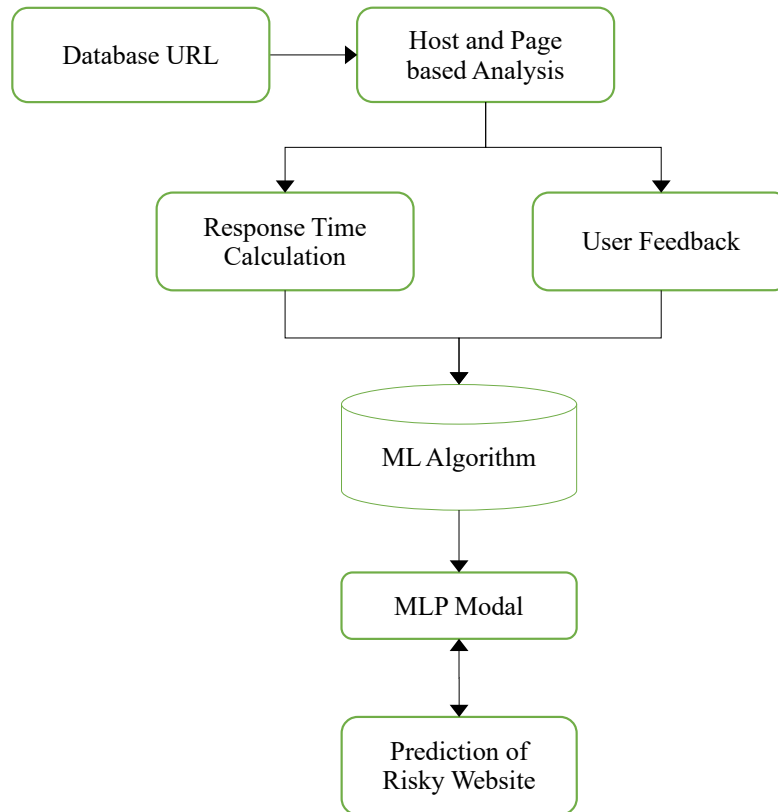 Database URL
Host and Page
based Analysis
Response Time
Calculation
User Feedback
ML Algorithm
MLP Modal
Prediction of
Risky Website